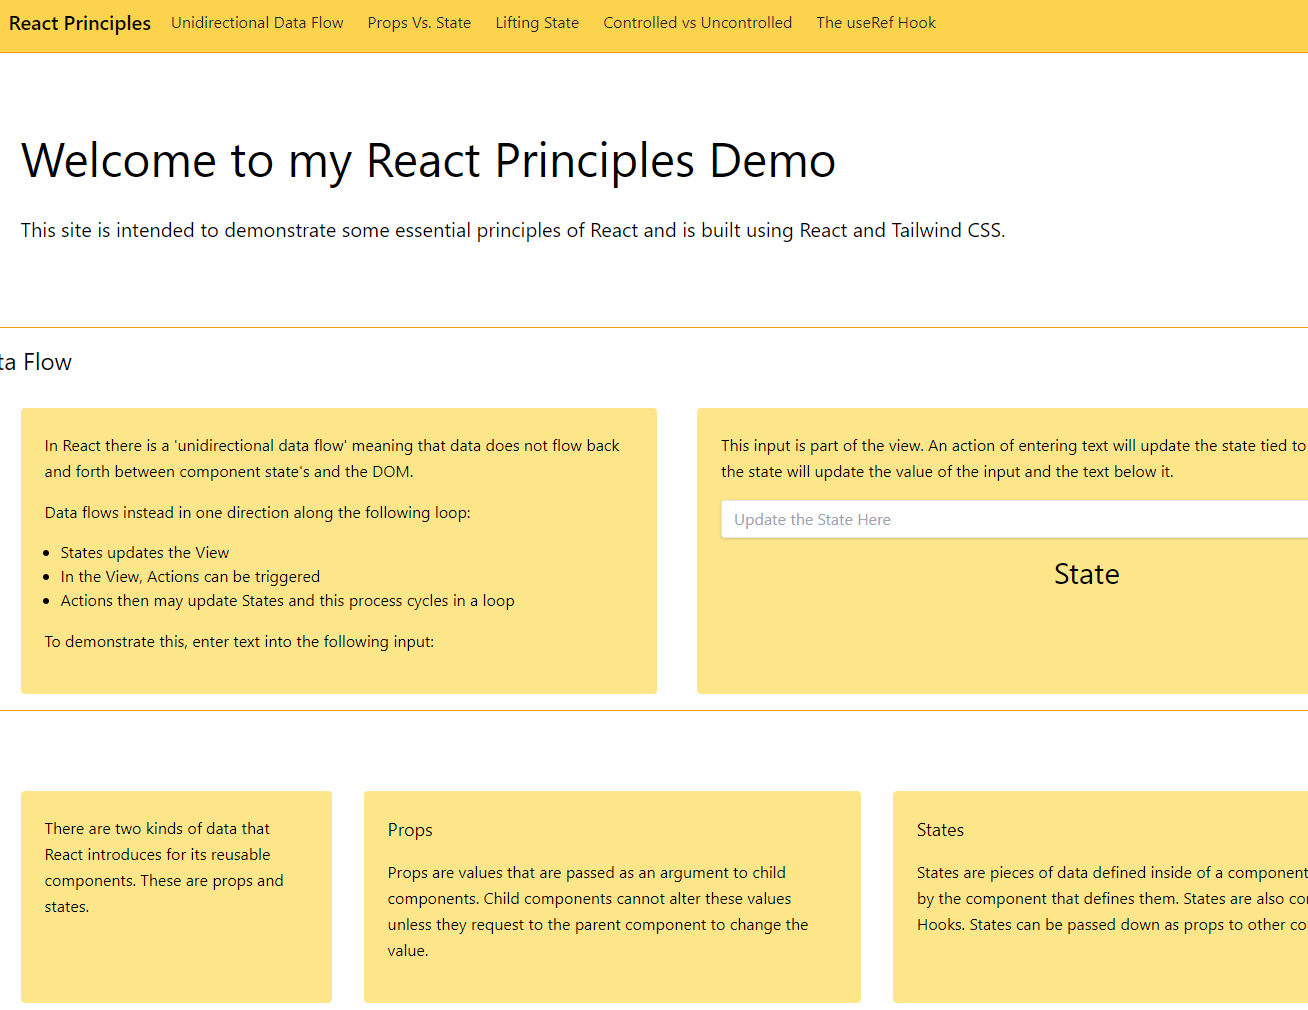 React Principles Unidirectional Data Flow Props Vs. State Lifting State Controlled vs Uncontrolled The useRef Hook
Welcome to my React Principles Demo
This site is intended to demonstrate some essential principles of React and is built using React and Tailwind CSS.
ta Flow
In React there is a 'unidirectional data flow' meaning that data does not flow back
and forth between component state's and the DOM.
Data flows instead in one direction along the following loop:
States updates the View
In the View, Actions can be triggered
Actions then may update States and this process cycles in a loop
To demonstrate this, enter text into the following input:
This input is part of the view. An action of entering text will update the state tied to
the state will update the value of the input and the text below it.
Update the State Here
State
There are two kinds of data that
React introduces for its reusable
components. These are props and
states.
Props
Props are values that are passed as an argument to child
components. Child components cannot alter these values
unless they request to the parent component to change the
value.
States
States are pieces of data defined inside of a component
by the component that defines them. States are also co
Hooks. States can be passed down as props to other co